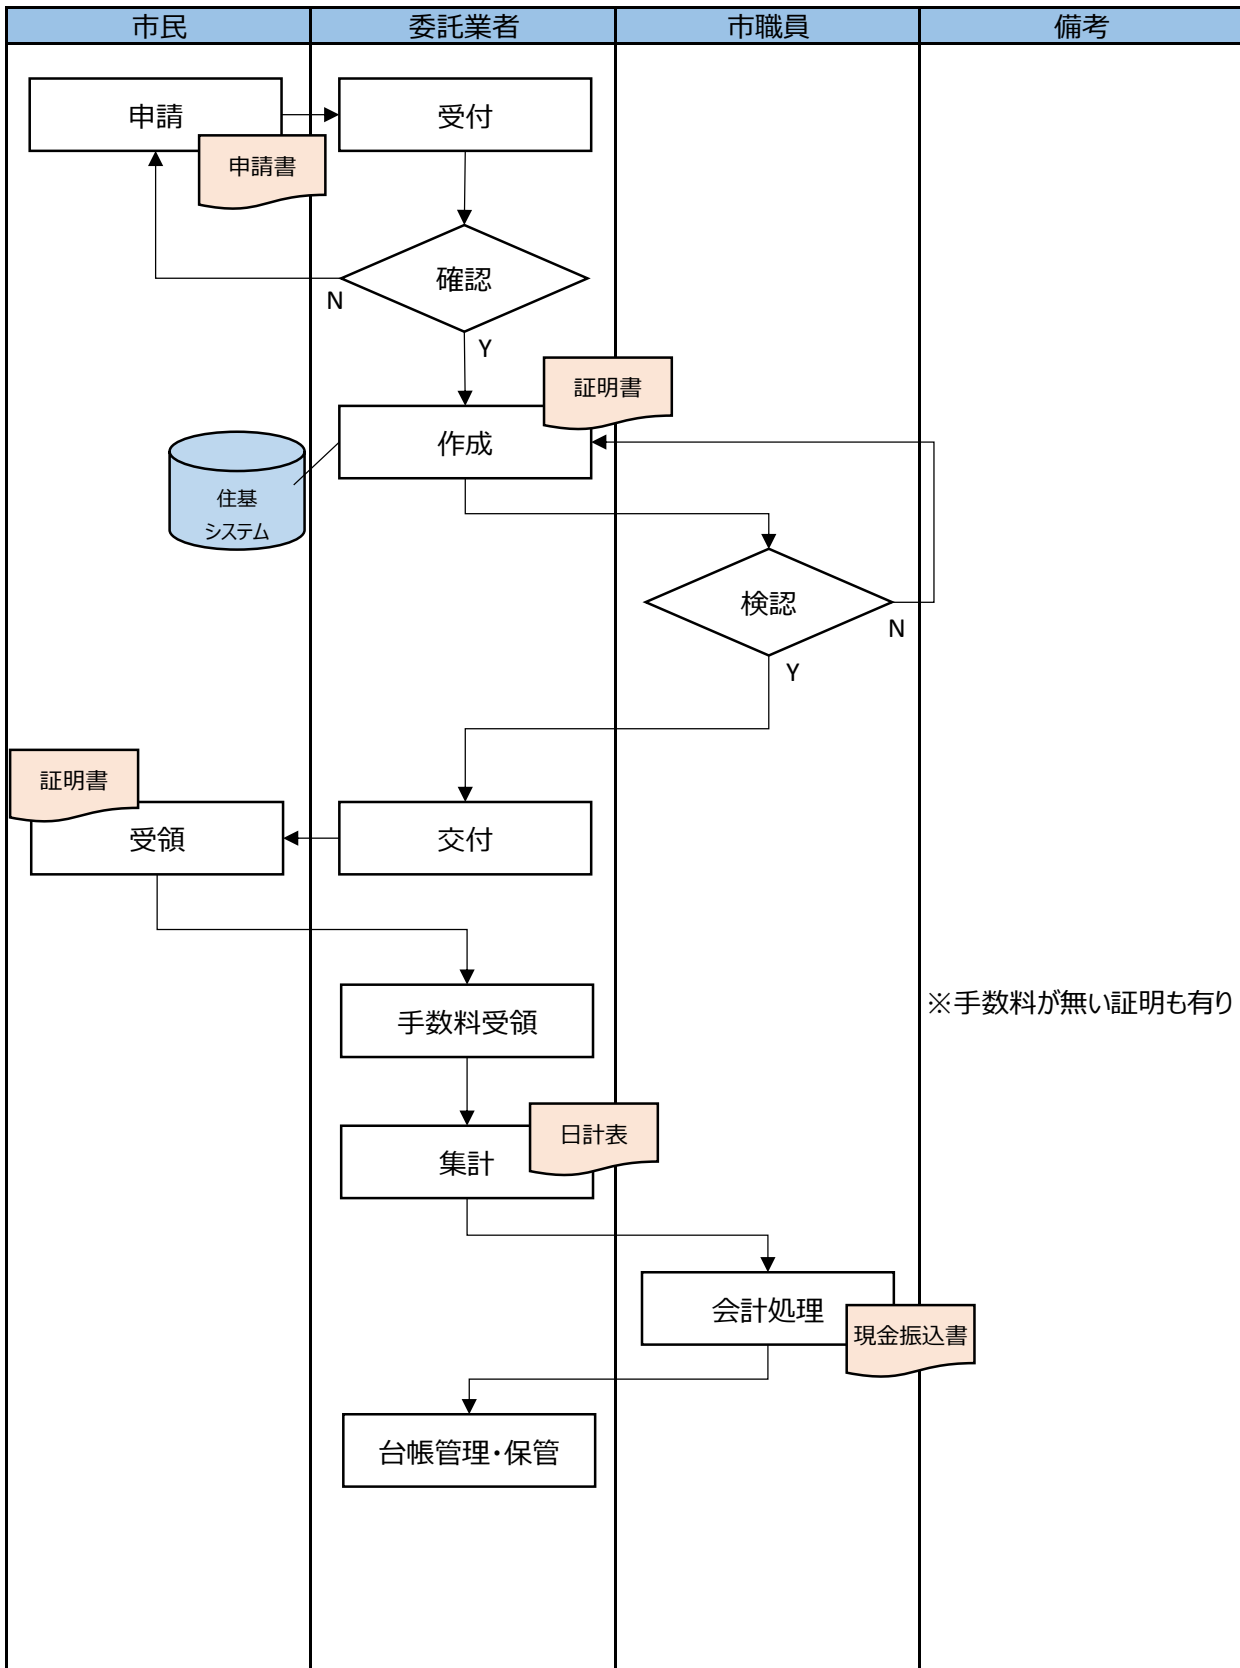 市民
委託業者
市職員
備考
申請
受付
申請書
確認
N
Y
証明書
作成
住基
システム
検認
N
Y
証明書
受領
交付
手数料受領
※手数料が無い証明も有り
日計表
集計
会計処理
現金振込書
台帳管理・保管